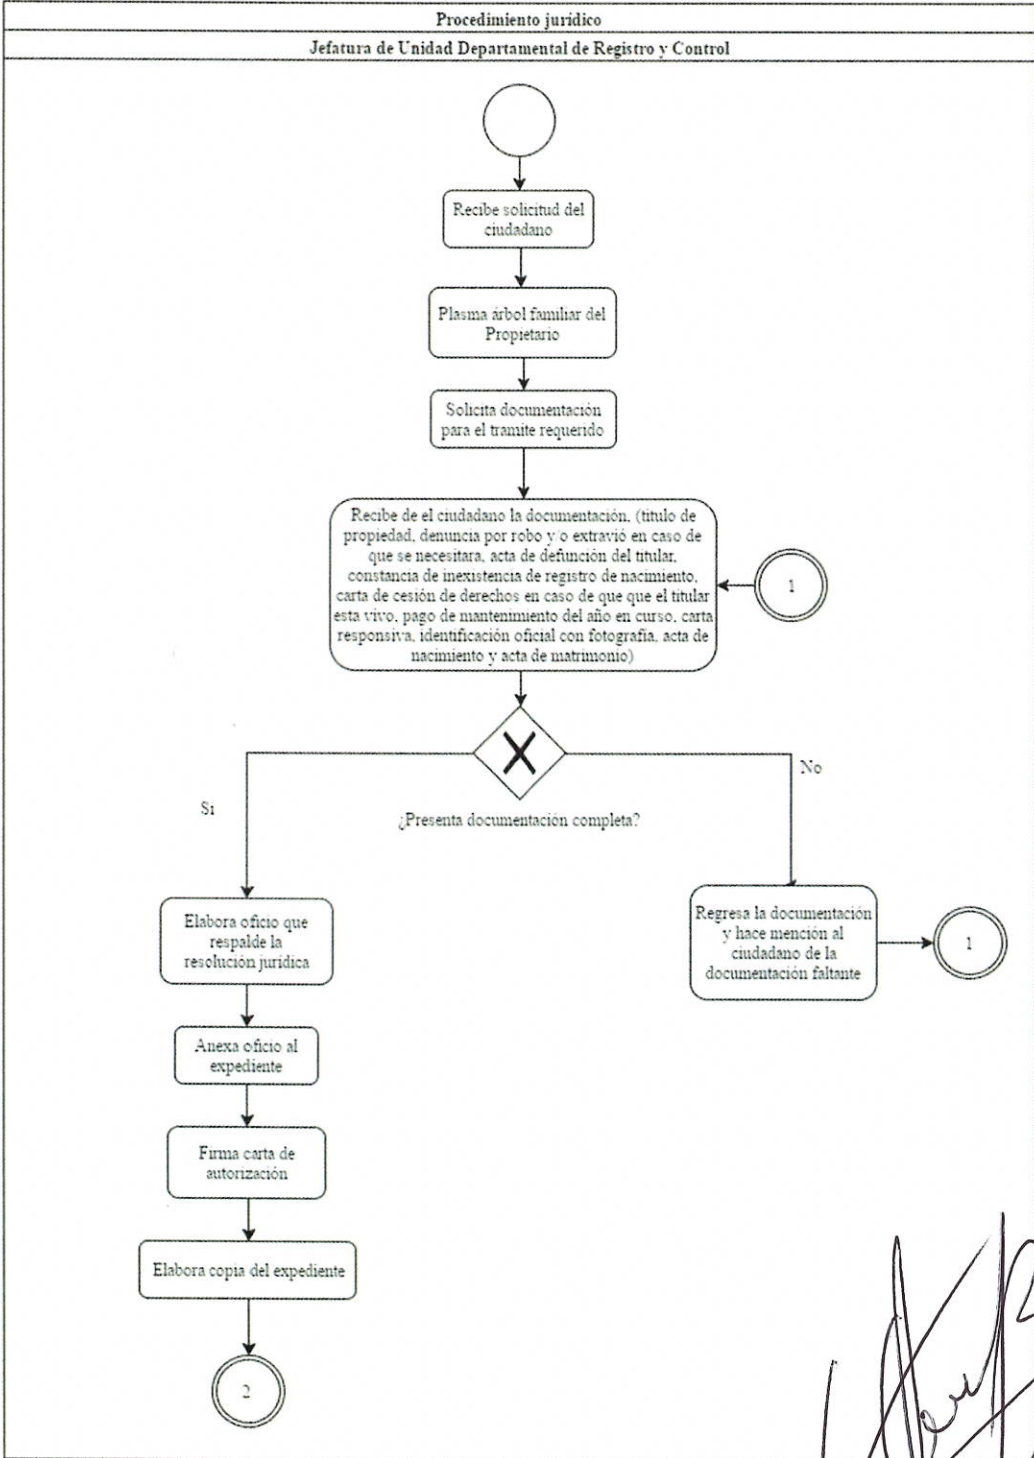 Procedimiento jurídico
Jefatura de Unidad Departamental de Registro y Control
Recibe solicitud del
ciudadano
Plasma árbol familiar del
Propietario
Solicita documentación
para el tramite requerido
Recibe de el ciudadano la documentación, (titulo de
propiedad, denuncia por robo y/o extravió en caso de
que se necesitara, acta de defunción del titular,
constancia de inexistencia de registro de nacimiento,
carta de cesión de derechos en caso de que que el titular
esta vivo, pago de mantenimiento del año en curso, carta
responsiva, identificación oficial con fotografía, acta de
nacimiento y acta de matrimonio)
1
Si
No
¿Presenta documentación completa?
Elabora oficio que
respalde la
resolución jurídica
Regresa la documentación
y hace mención al
ciudadano de la
documentación faltante
1
Anexa oficio al
expediente
Firma carta de
autorización
Elabora copia del expediente
2